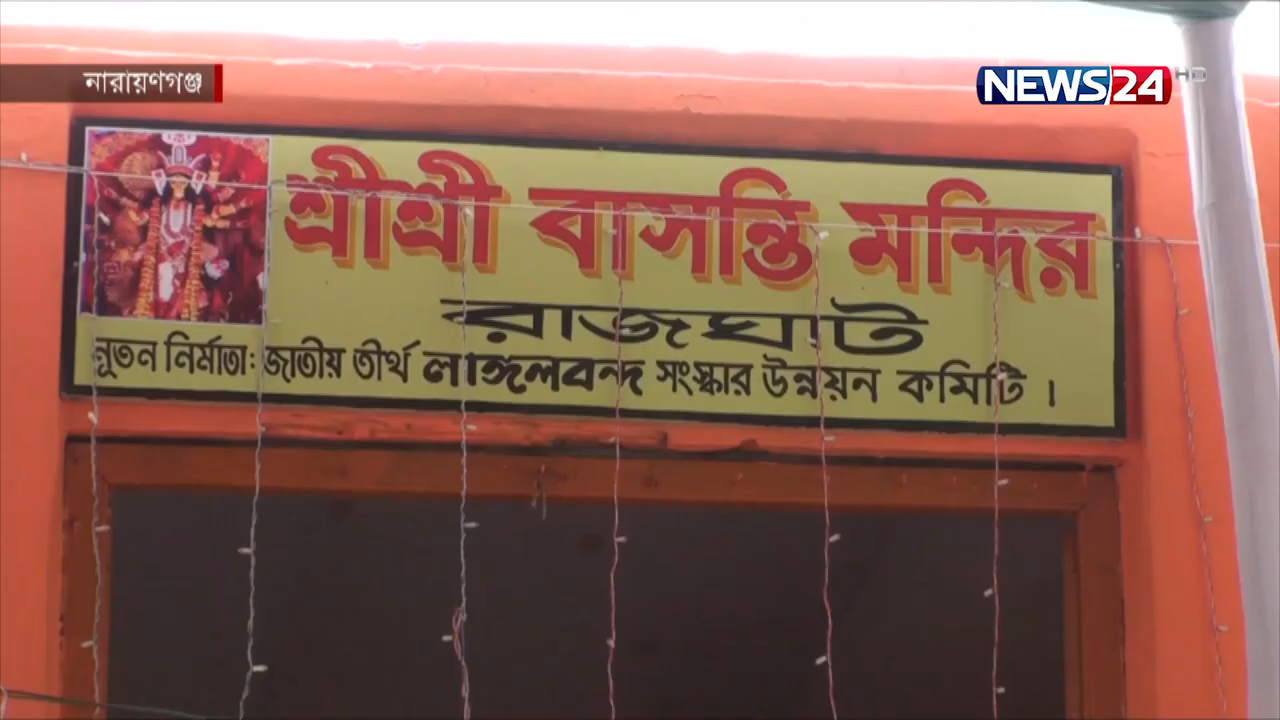 নারায়ণগঞ্জ
NEWS24 HD
শ্রীশ্রী বাসন্তি মন্দির
রাজঘাট
নূতন নির্মাতা: জাতীয় তীর্থ লাঙ্গলবন্দ সংস্কার উন্নয়ন কমিটি ।